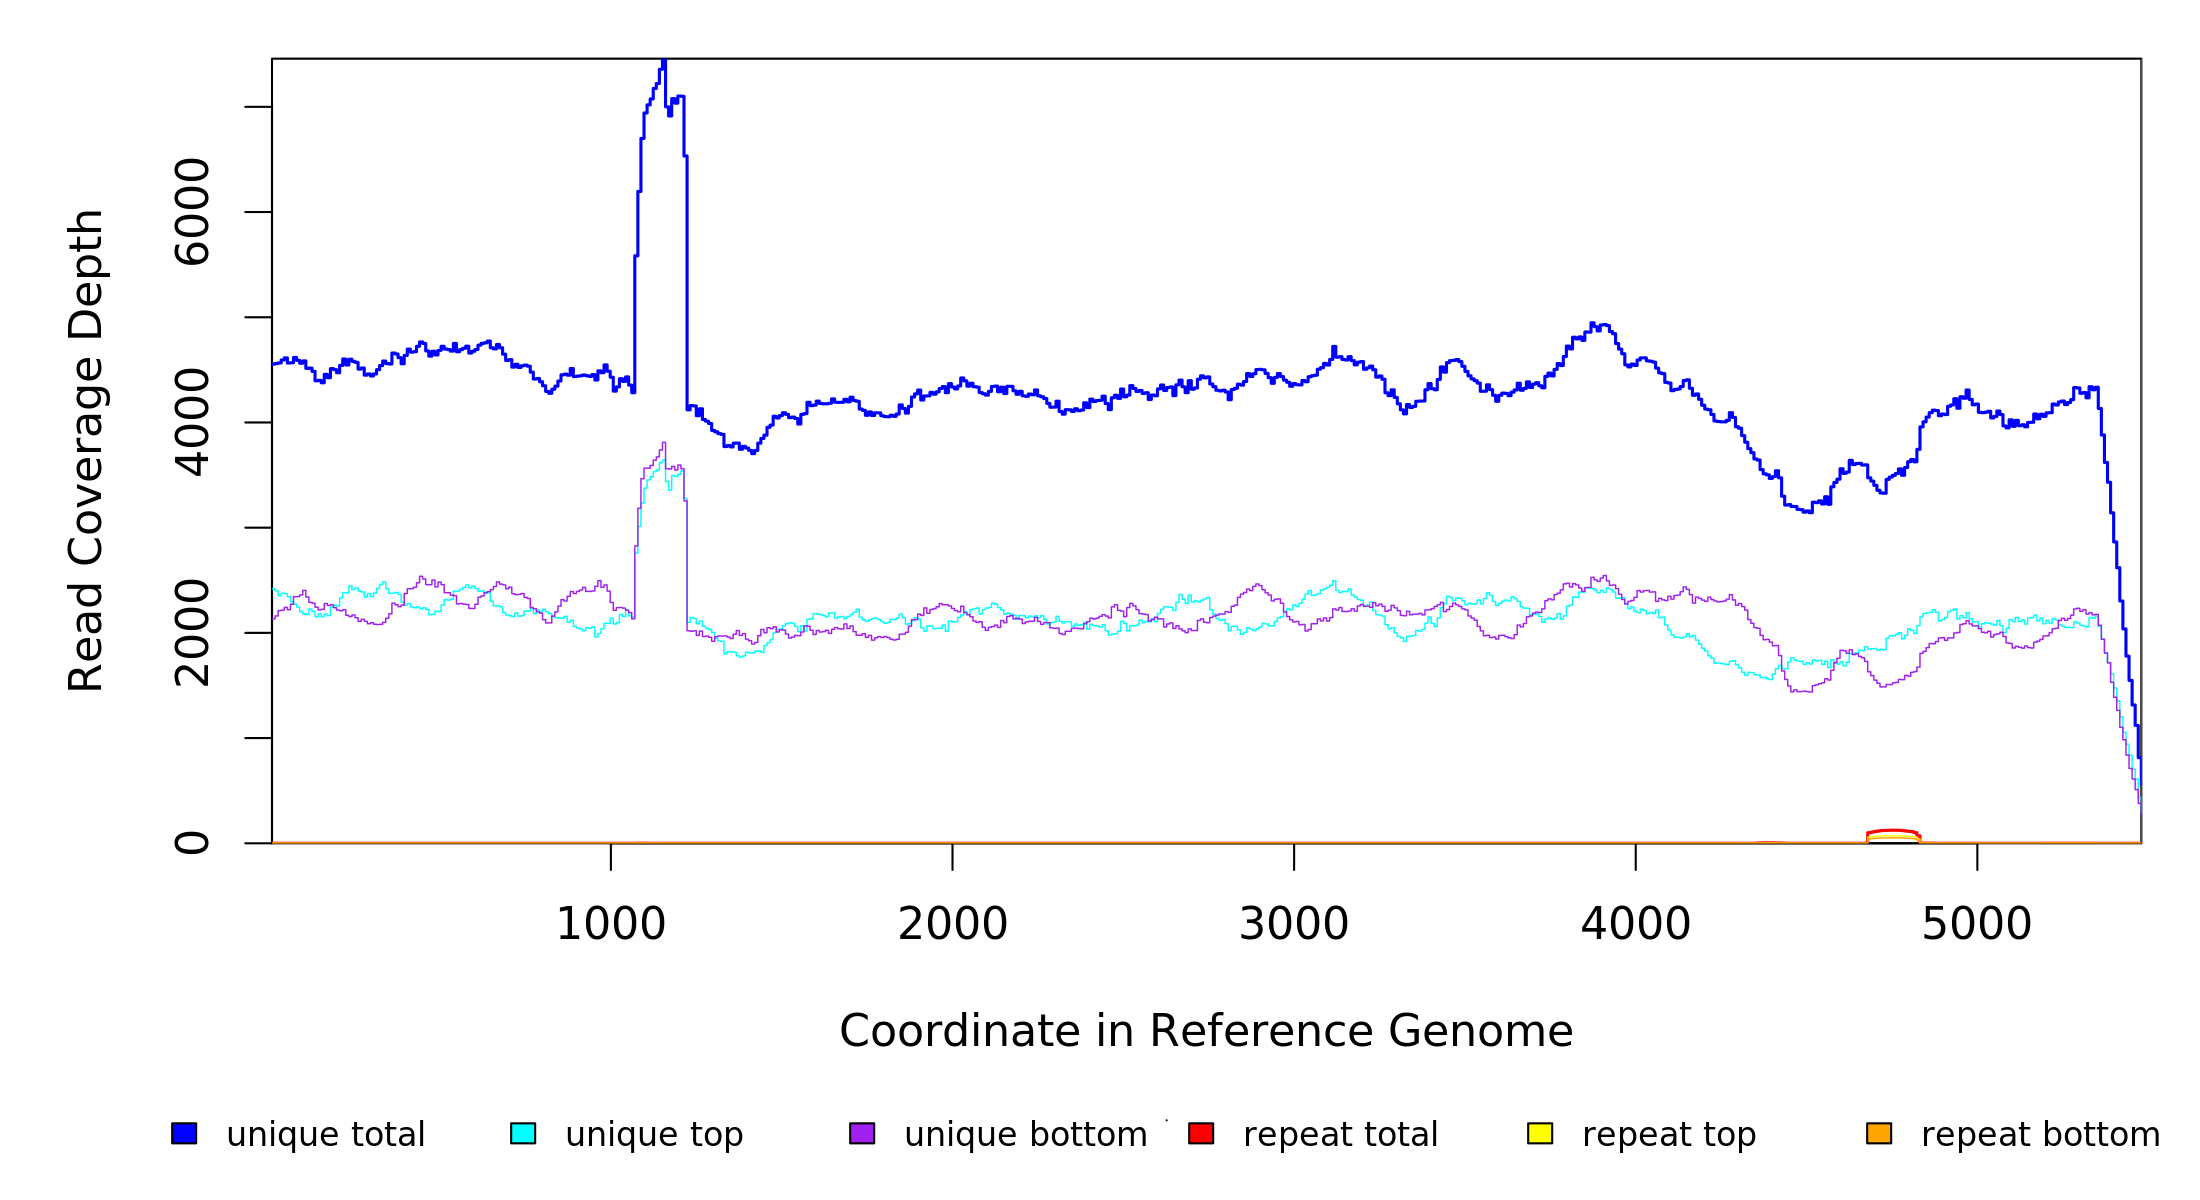 Read Coverage Depth
6000
4000
2000
0
1000 2000 3000 4000 5000
Coordinate in Reference Genome
unique total unique top unique bottom repeat total repeat top repeat bottom